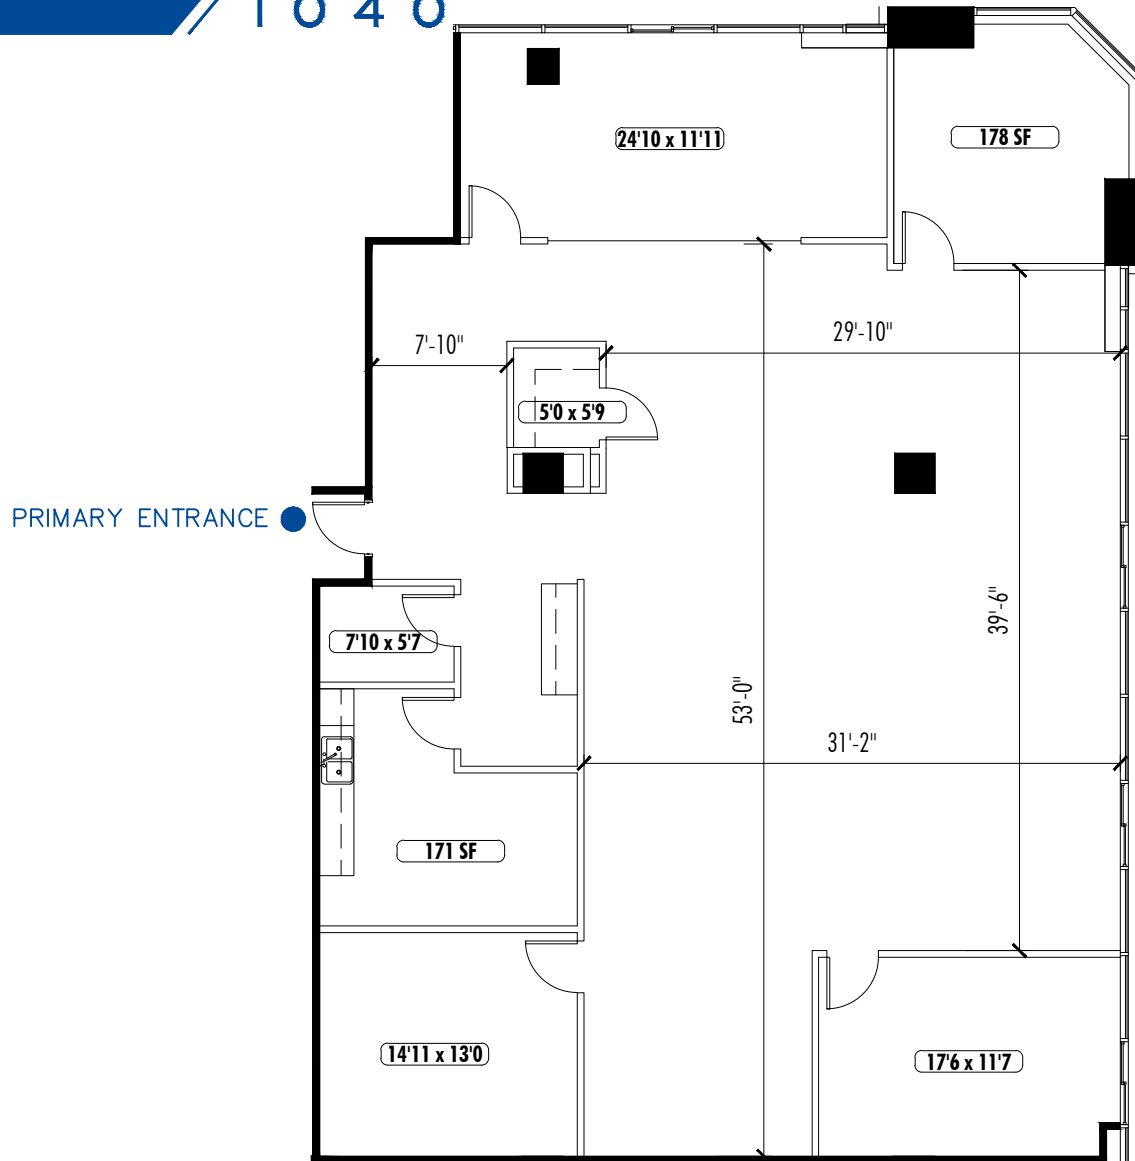 1040
24'10 x 11'11
178 SF
7'-10"
29'-10"
5'0 x 5'9
PRIMARY ENTRANCE
39'-6"
7'10 x 5'7
53'-0"
31'-2"
171 SF
14'11 x 13'0
17'6 x 11'7